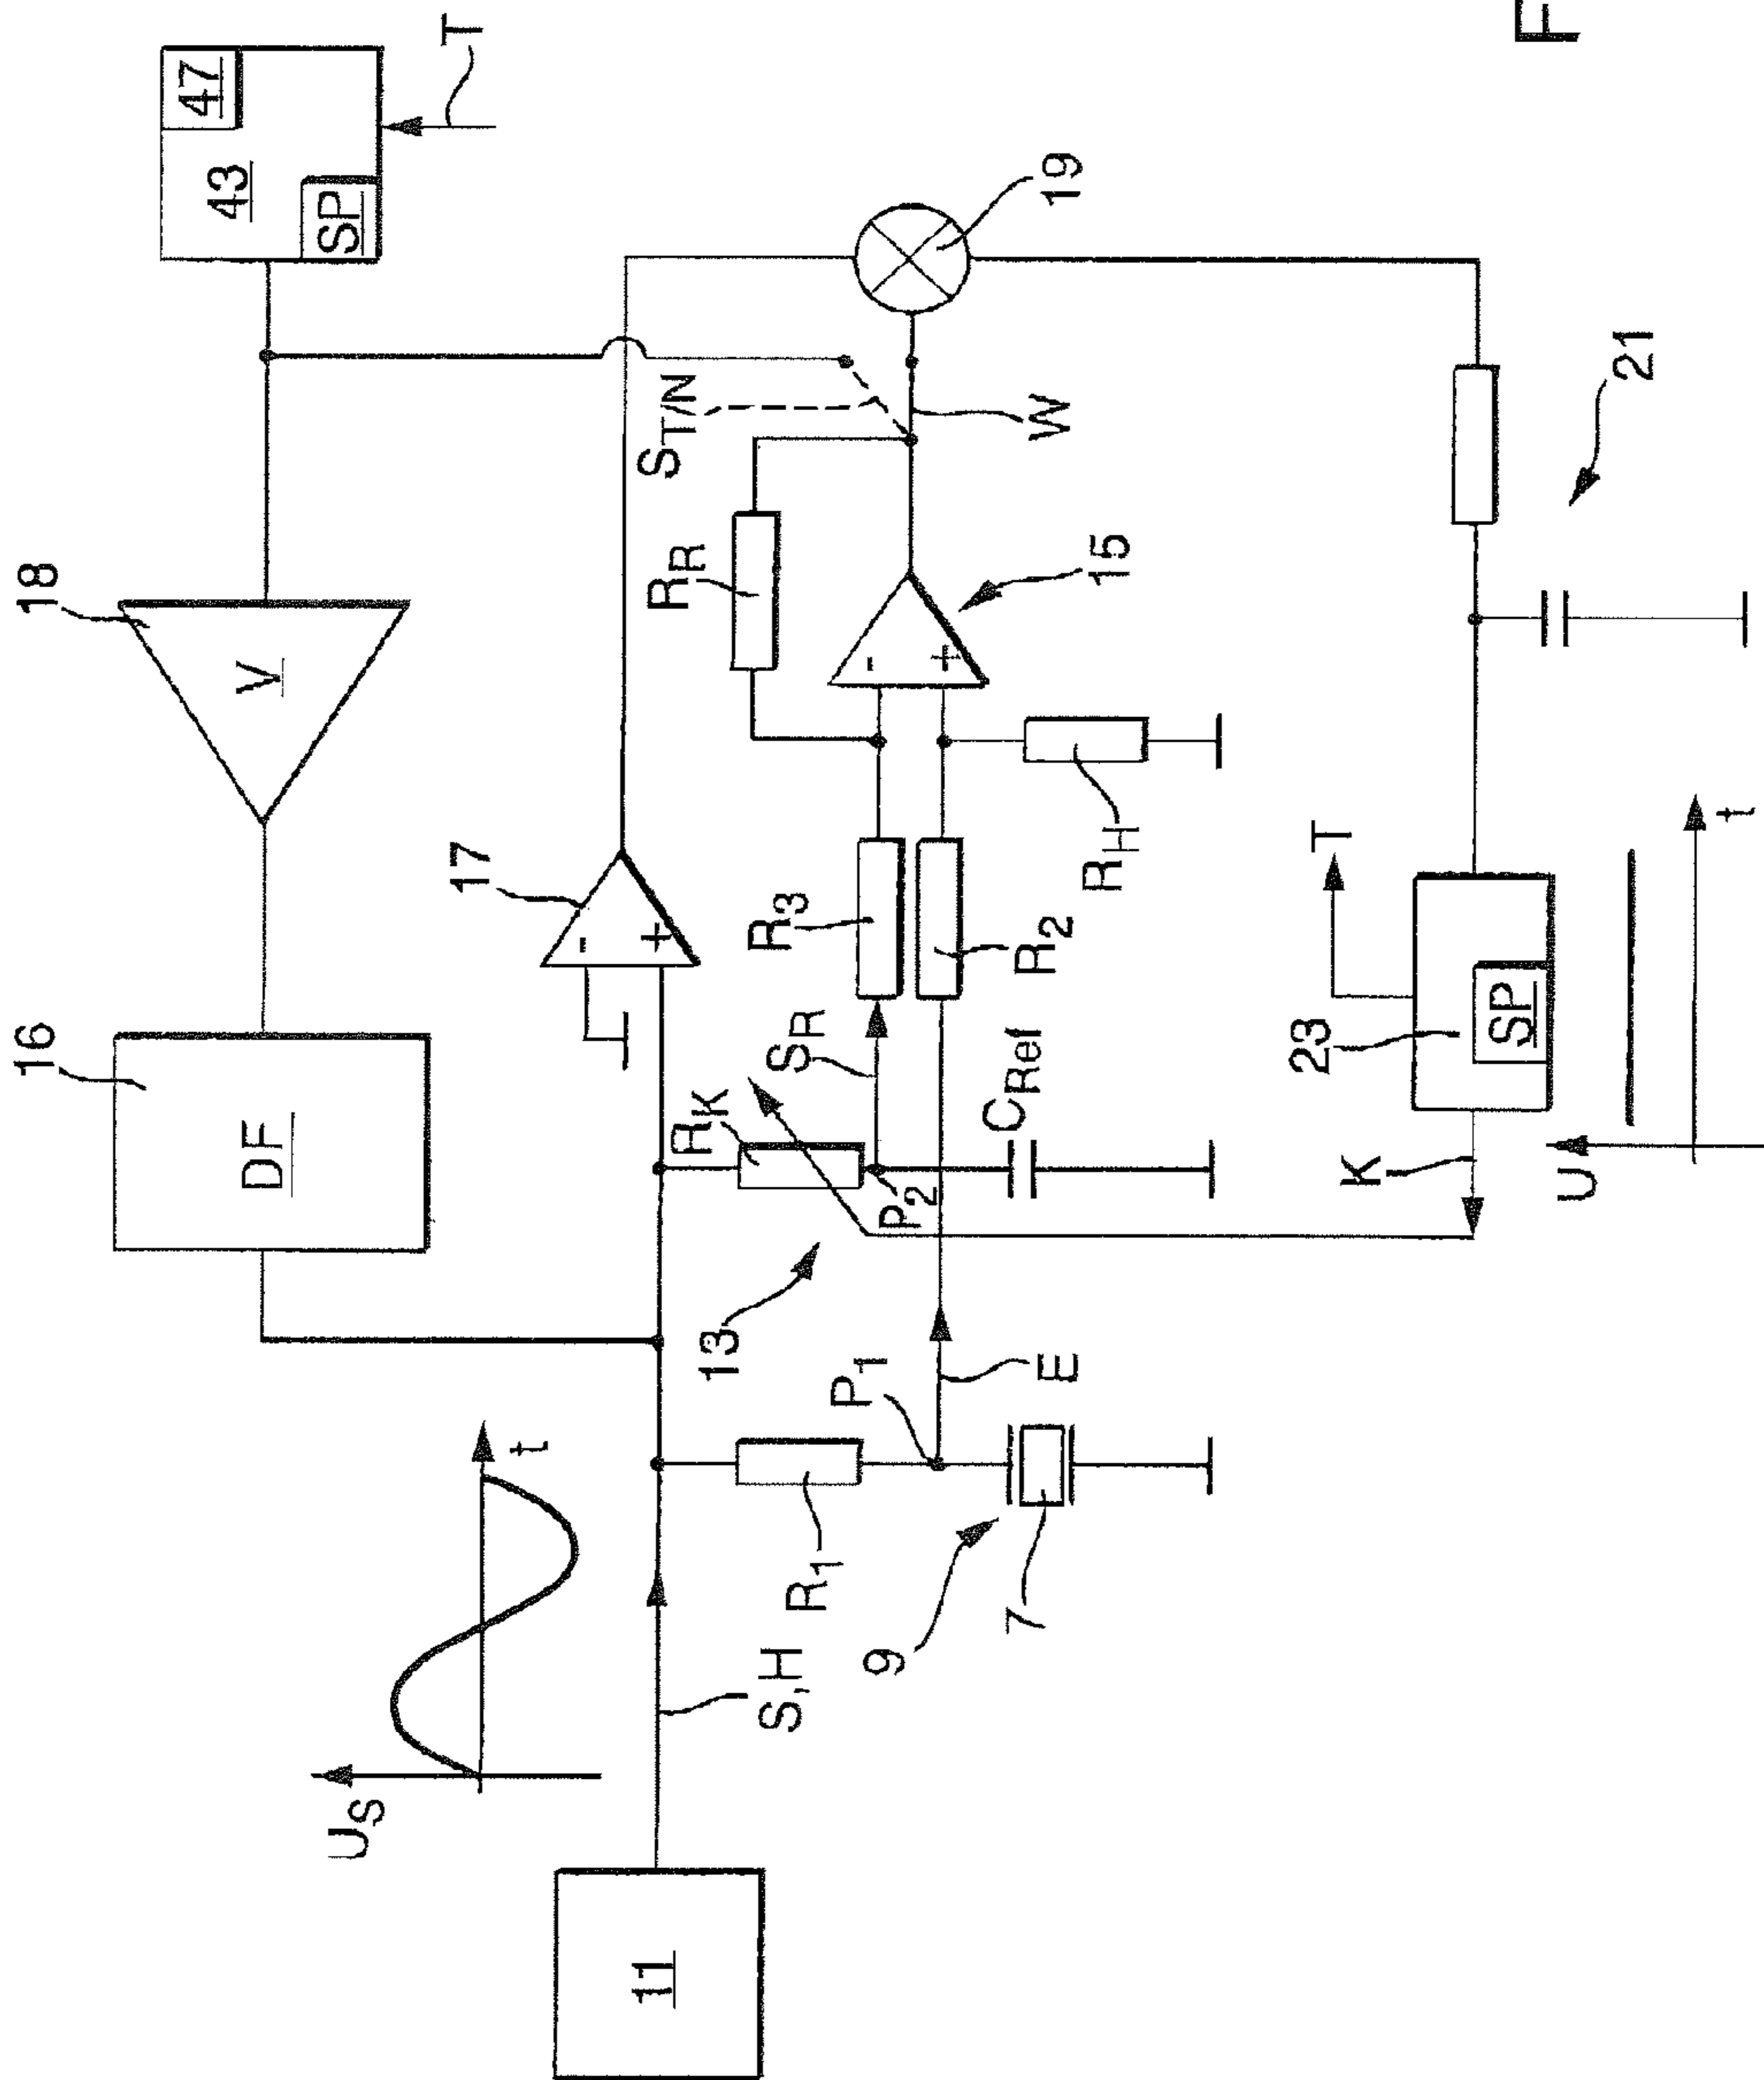 F
16
DF
18
V
43
47
SP
T
U_S
t
17
-
+
S_T/N
19
R_R
W
15
-
+
R_3
R_2
R_H
S_R
R_K
P_2
C_Ref
13
11
S,H
R_1
P_1
E
9
7
T
23
SP
K
U
t
21